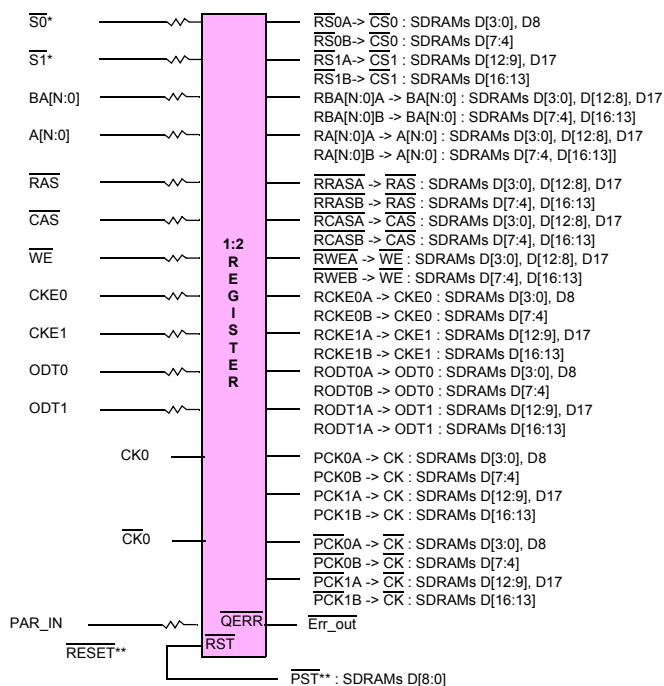 S0*
S1*
BA[N:0]
A[N:0]
RAS
CAS
WE
CKE0
CKE1
ODT0
ODT1
CK0
CK0
PAR_IN
RESET**
1:2
R
E
G
I
S
T
E
R
QERR
RST
RS0A-> CS0 : SDRAMs D[3:0], D8
RS0B-> CS0 : SDRAMs D[7:4]
RS1A-> CS1 : SDRAMs D[12:9], D17
RS1B-> CS1 : SDRAMs D[16:13]
RBA[N:0]A -> BA[N:0] : SDRAMs D[3:0], D[12:8], D17
RBA[N:0]B -> BA[N:0] : SDRAMs D[7:4], D[16:13]
RA[N:0]A -> A[N:0] : SDRAMs D[3:0], D[12:8], D17
RA[N:0]B -> A[N:0] : SDRAMs D[7:4, D[16:13]]
RRASA -> RAS : SDRAMs D[3:0], D[12:8], D17
RRASB -> RAS : SDRAMs D[7:4], D[16:13]
RCASA -> CAS : SDRAMs D[3:0], D[12:8], D17
RCASB -> CAS : SDRAMs D[7:4], D[16:13]
RWEA -> WE : SDRAMs D[3:0], D[12:8], D17
RWEB -> WE : SDRAMs D[7:4], D[16:13]
RCKE0A -> CKE0 : SDRAMs D[3:0], D8
RCKE0B -> CKE0 : SDRAMs D[7:4]
RCKE1A -> CKE1 : SDRAMs D[12:9], D17
RCKE1B -> CKE1 : SDRAMs D[16:13]
RODT0A -> ODT0 : SDRAMs D[3:0], D8
RODT0B -> ODT0 : SDRAMs D[7:4]
RODT1A -> ODT1 : SDRAMs D[12:9], D17
RODT1A -> ODT1 : SDRAMs D[16:13]
PCK0A -> CK : SDRAMs D[3:0], D8
PCK0B -> CK : SDRAMs D[7:4]
PCK1A -> CK : SDRAMs D[12:9], D17
PCK1B -> CK : SDRAMs D[16:13]
PCK0A -> CK : SDRAMs D[3:0], D8
PCK0B -> CK : SDRAMs D[7:4]
PCK1A -> CK : SDRAMs D[12:9], D17
PCK1B -> CK : SDRAMs D[16:13]
Err_out
PST** : SDRAMs D[8:0]